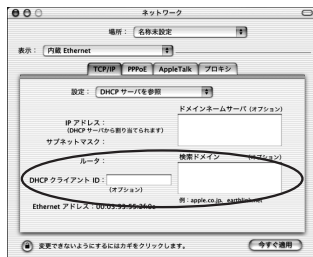 ネットワーク
場所： 名称未設定
表示： 内蔵 Ethernet
TCP/IP PPPoE AppleTalk プロキシ
設定： DHCP サーバを参照
ドメインネームサーバ (オプション)
IP アドレス：
(DHCP サーバから割り当てられます)
サブネットマスク：
ルータ：
検索ドメイン (オプション)
DHCP クライアント ID：
(オプション)
例：apple.co.jp、earthlink.net
Ethernet アドレス：
変更できないようにするにはカギをクリックします。
今すぐ適用